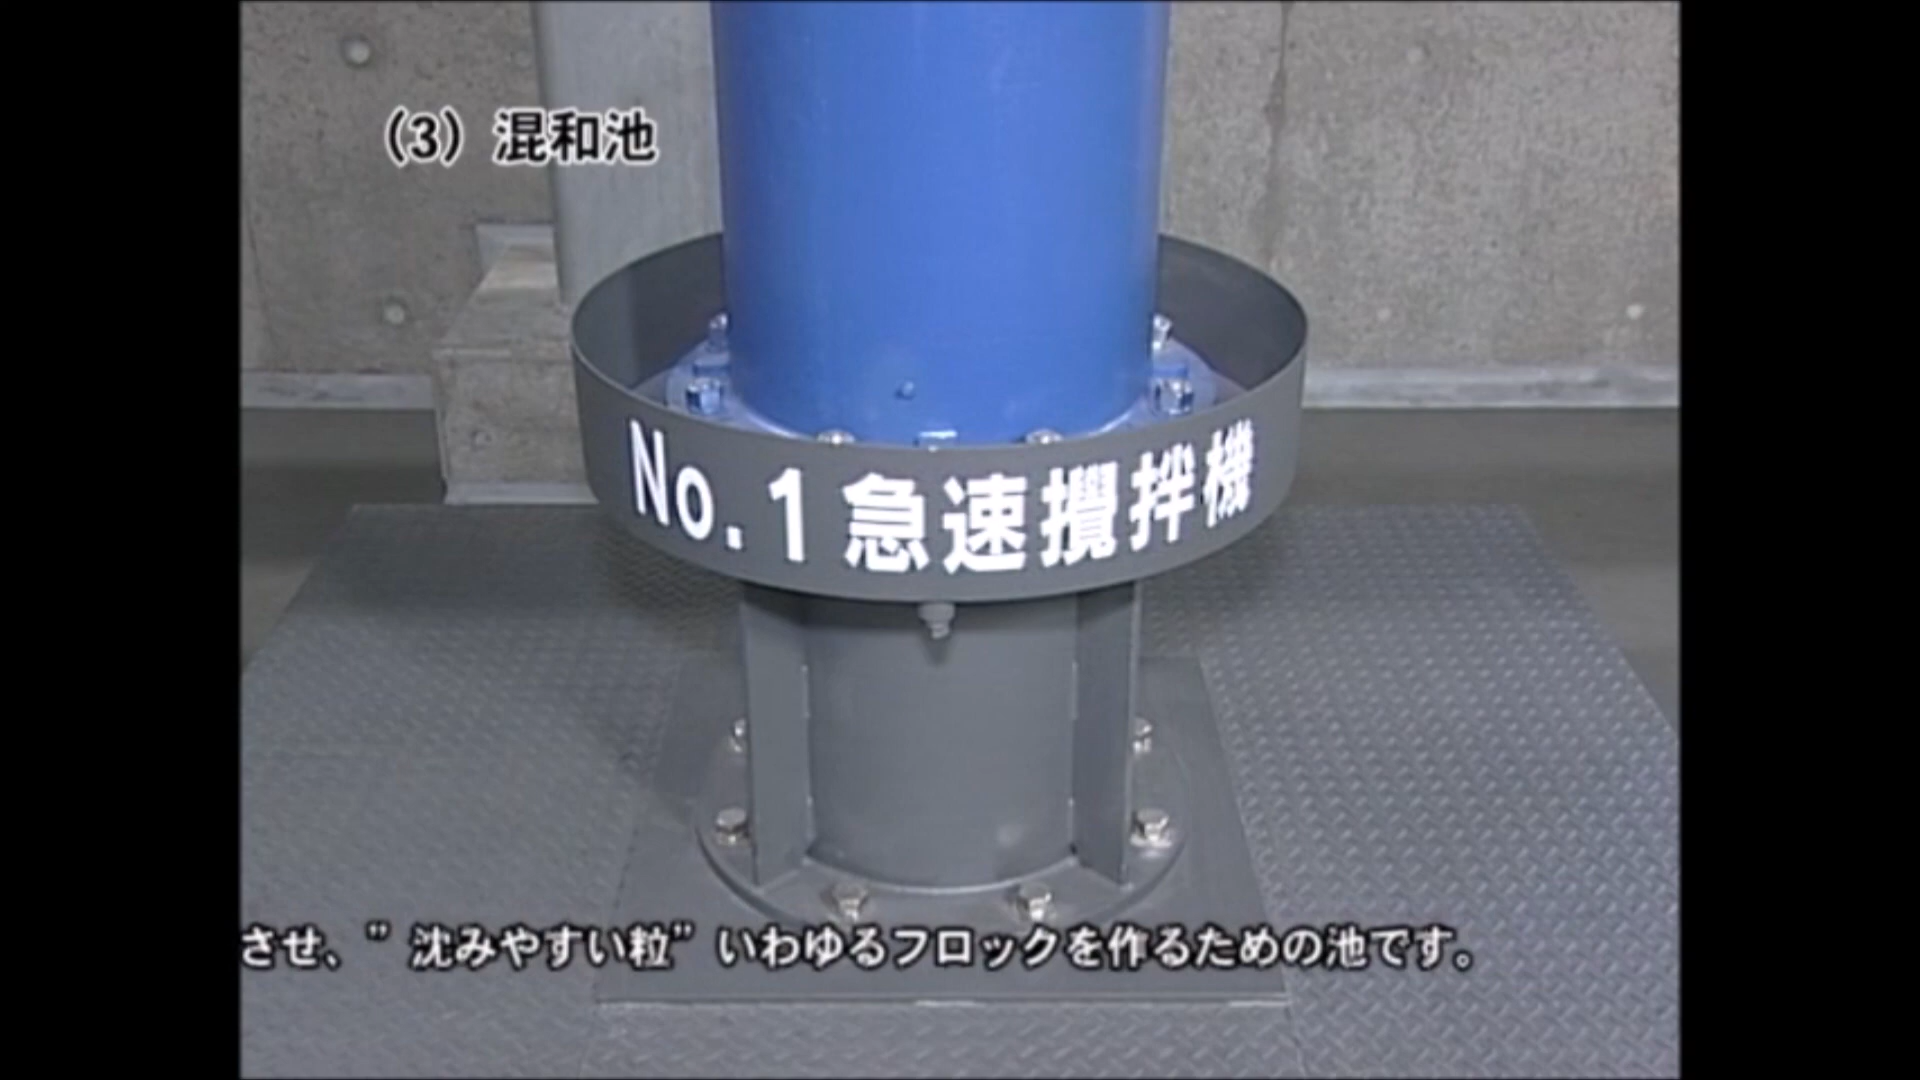 （3）混和池
No.1急速攪拌機
させ、”沈みやすい粒”いわゆるフロックを作るための池です。